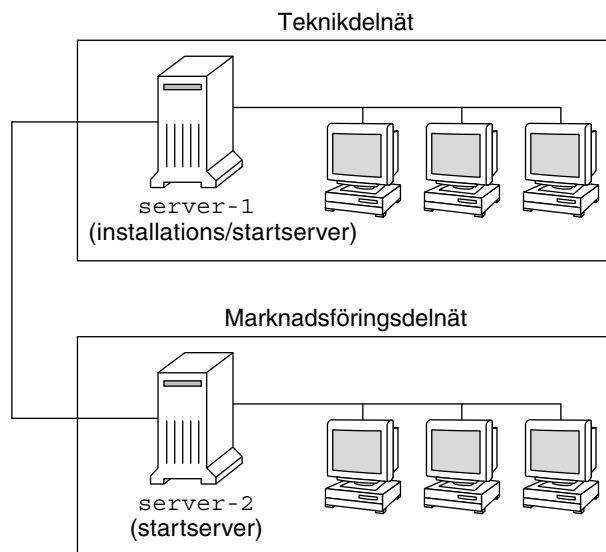 Teknikdelnät
server-1
(installations/startserver)
Marknadsföringsdelnät
server-2
(startserver)